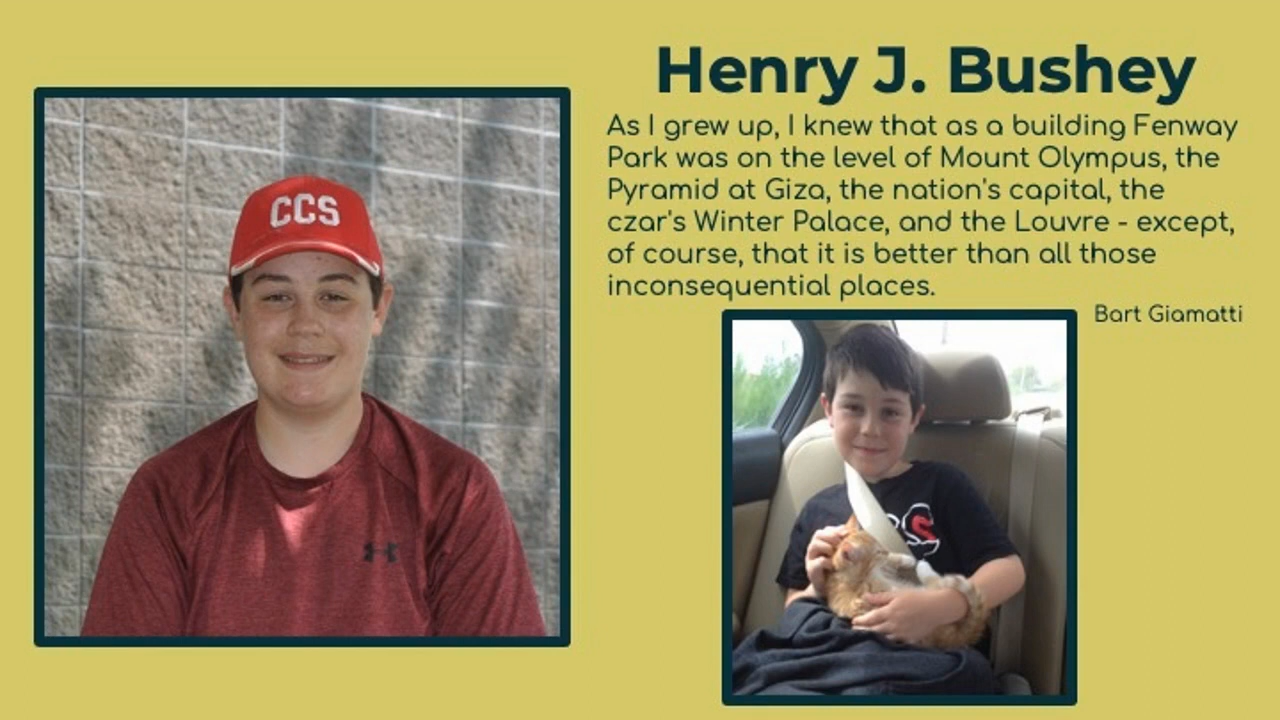 Henry J. Bushey
As I grew up, I knew that as a building Fenway
Park was on the level of Mount Olympus, the
Pyramid at Giza, the nation's capital, the
czar's Winter Palace, and the Louvre - except,
of course, that it is better than all those
inconsequential places.
Bart Giamatti
CCS